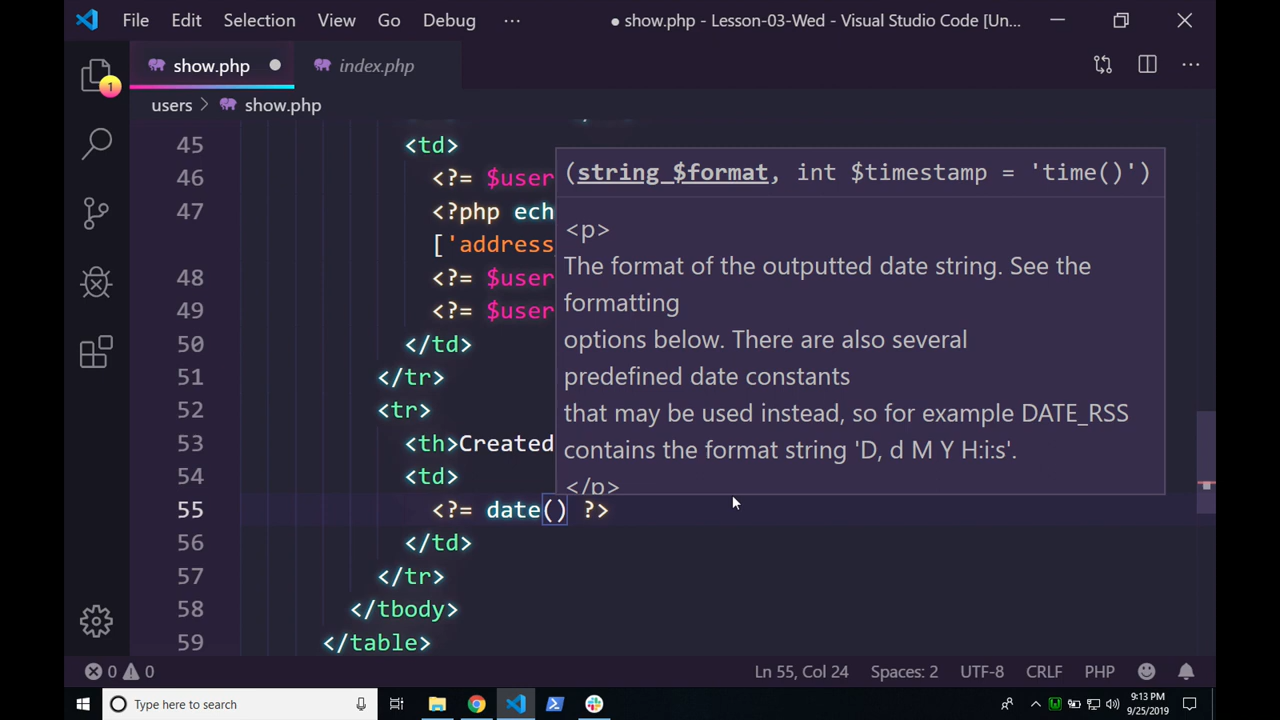 File Edit Selection View Go Debug ··· ● show.php - Lesson-03-Wed - Visual Studio Code [Un...
show.php ● index.php
1
users > show.php
45 <td>
46 <?= $user
47 <?php ech
['address
48 <?= $user
49 <?= $user
50 </td>
51 </tr>
52 <tr>
53 <th>Created
54 <td>
55 <?= date() ?>
56 </td>
57 </tr>
58 </tbody>
59 </table>
(string $format, int $timestamp = 'time()')
<p>
The format of the outputted date string. See the
formatting
options below. There are also several
predefined date constants
that may be used instead, so for example DATE_RSS
contains the format string 'D, d M Y H:i:s'.
</p>
0 0 Ln 55, Col 24 Spaces: 2 UTF-8 CRLF PHP
Type here to search
9:13 PM
9/25/2019